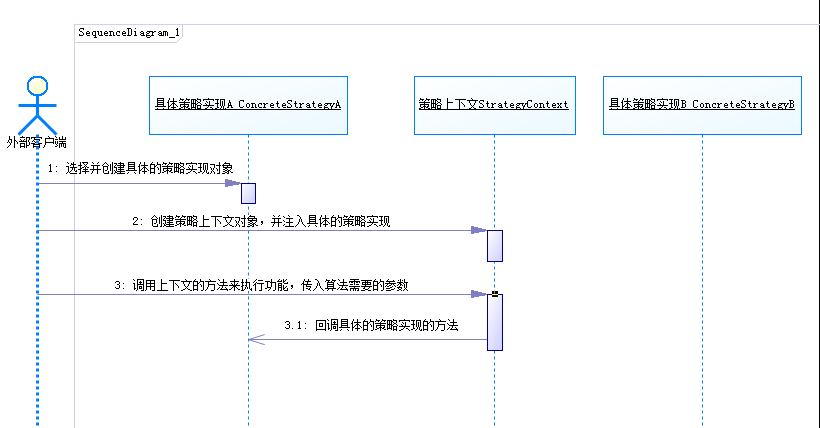 SequenceDiagram_1
具体策略实现A ConcreteStrategyA
策略上下文StrategyContext
具体策略实现B ConcreteStrategyB
外部客户端
1: 选择并创建具体的策略实现对象
2: 创建策略上下文对象，并注入具体的策略实现
3: 调用上下文的方法来执行功能，传入算法需要的参数
3.1: 回调具体的策略实现的方法